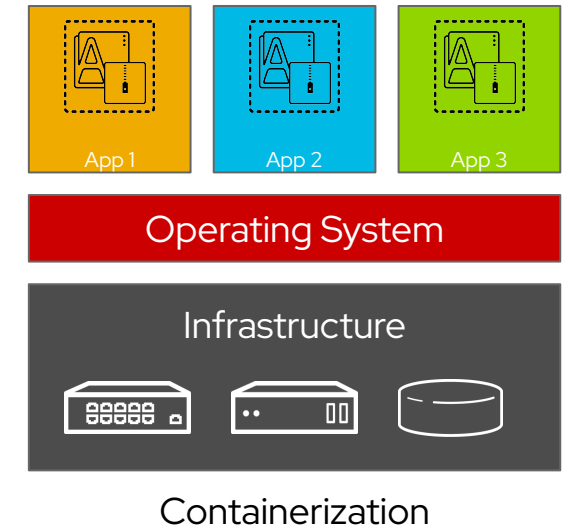 App 1
App 2
App 3
Operating System
Infrastructure
Containerization